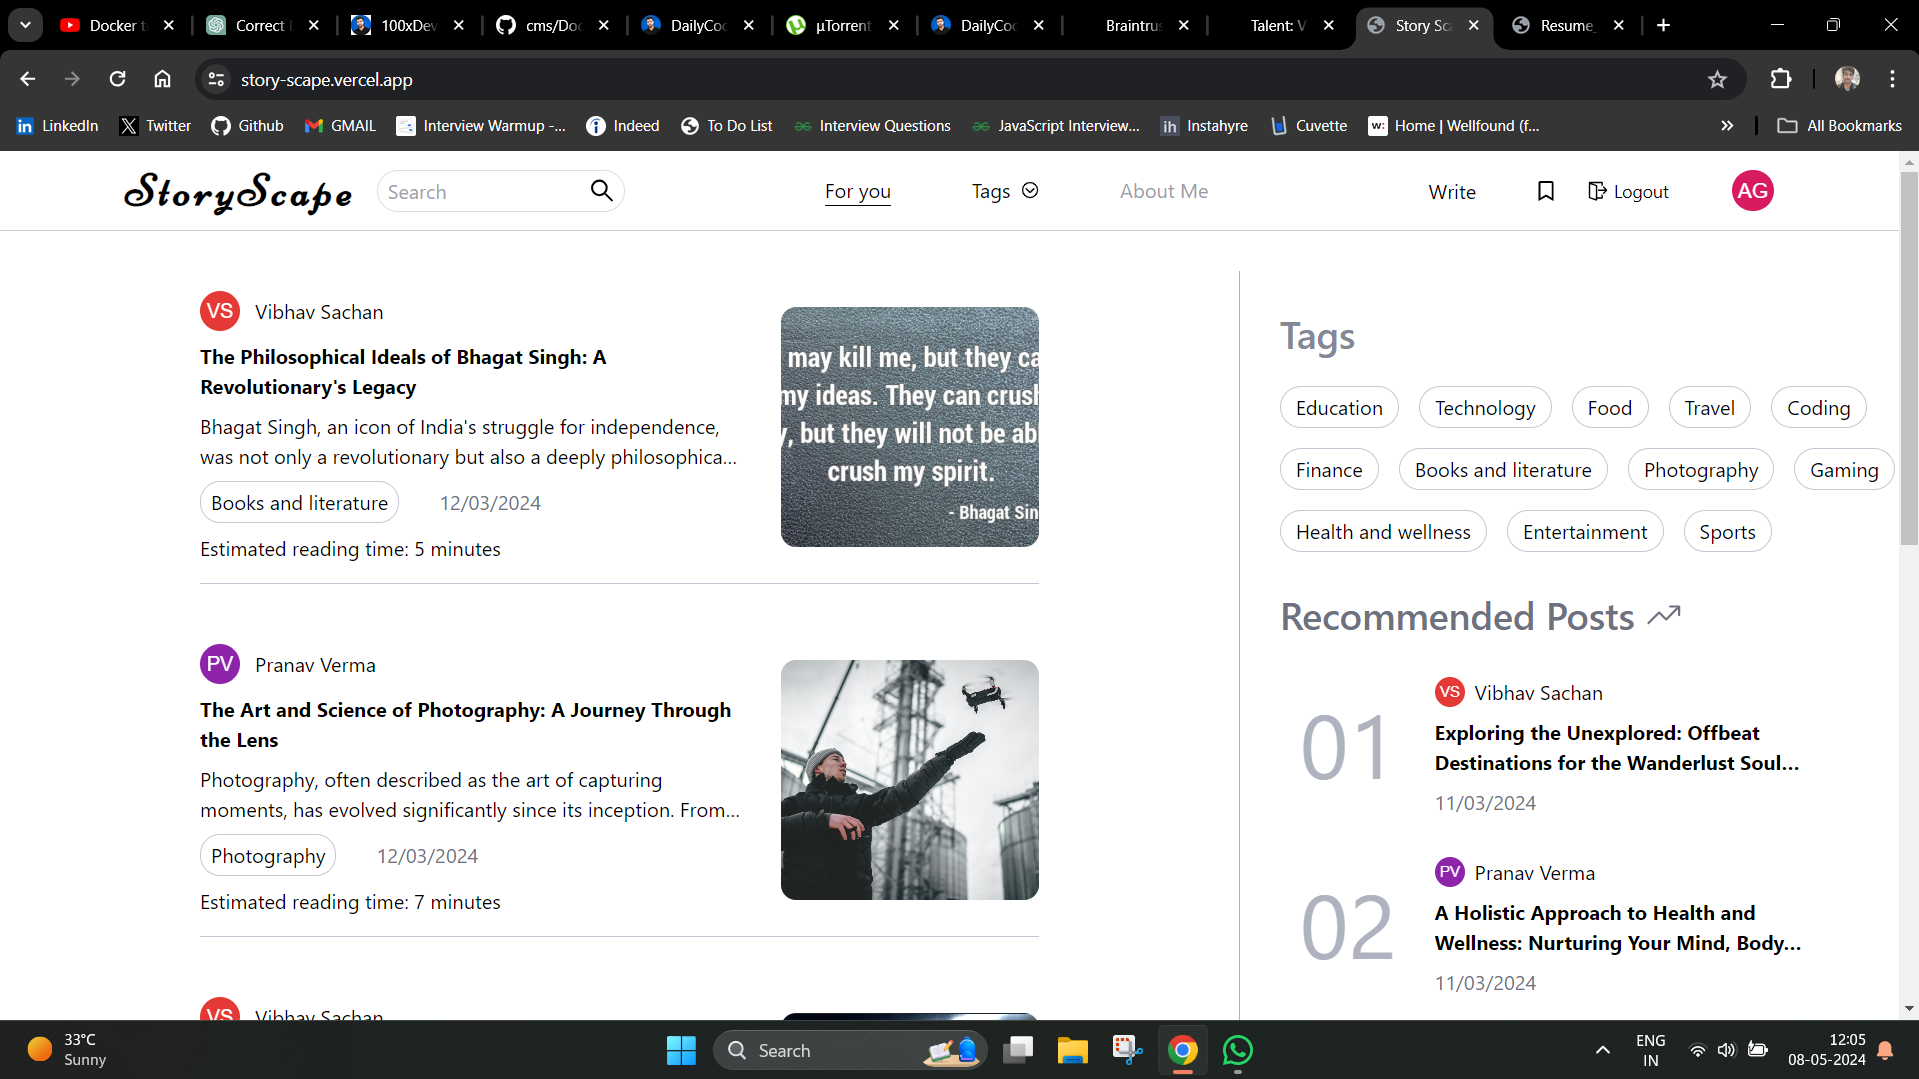 Docker t
Correct
100xDev
cms/Doc
DailyCoc
µTorrent
DailyCoc
Braintrus
Talent: V
Story Sc
Resume_
story-scape.vercel.app
LinkedIn
Twitter
Github
GMAIL
Interview Warmup -...
Indeed
To Do List
Interview Questions
JavaScript Interview...
ih
Instahyre
Cuvette
w:
Home | Wellfound (f...
All Bookmarks
StoryScape
Search
For you
Tags
About Me
Write
Logout
AG
VS
Vibhav Sachan
The Philosophical Ideals of Bhagat Singh: A
Revolutionary's Legacy
Bhagat Singh, an icon of India's struggle for independence,
was not only a revolutionary but also a deeply philosophica...
Books and literature
12/03/2024
Estimated reading time: 5 minutes
may kill me, but they ca
my ideas. They can crush
, but they will not be ab
crush my spirit.
- Bhagat Sin
PV
Pranav Verma
The Art and Science of Photography: A Journey Through
the Lens
Photography, often described as the art of capturing
moments, has evolved significantly since its inception. From...
Photography
12/03/2024
Estimated reading time: 7 minutes
VS
Vibhav Sachan
Tags
Education
Technology
Food
Travel
Coding
Finance
Books and literature
Photography
Gaming
Health and wellness
Entertainment
Sports
Recommended Posts
01
VS
Vibhav Sachan
Exploring the Unexplored: Offbeat
Destinations for the Wanderlust Soul...
11/03/2024
02
PV
Pranav Verma
A Holistic Approach to Health and
Wellness: Nurturing Your Mind, Body...
11/03/2024
33°C
Sunny
Search
ENG
IN
12:05
08-05-2024